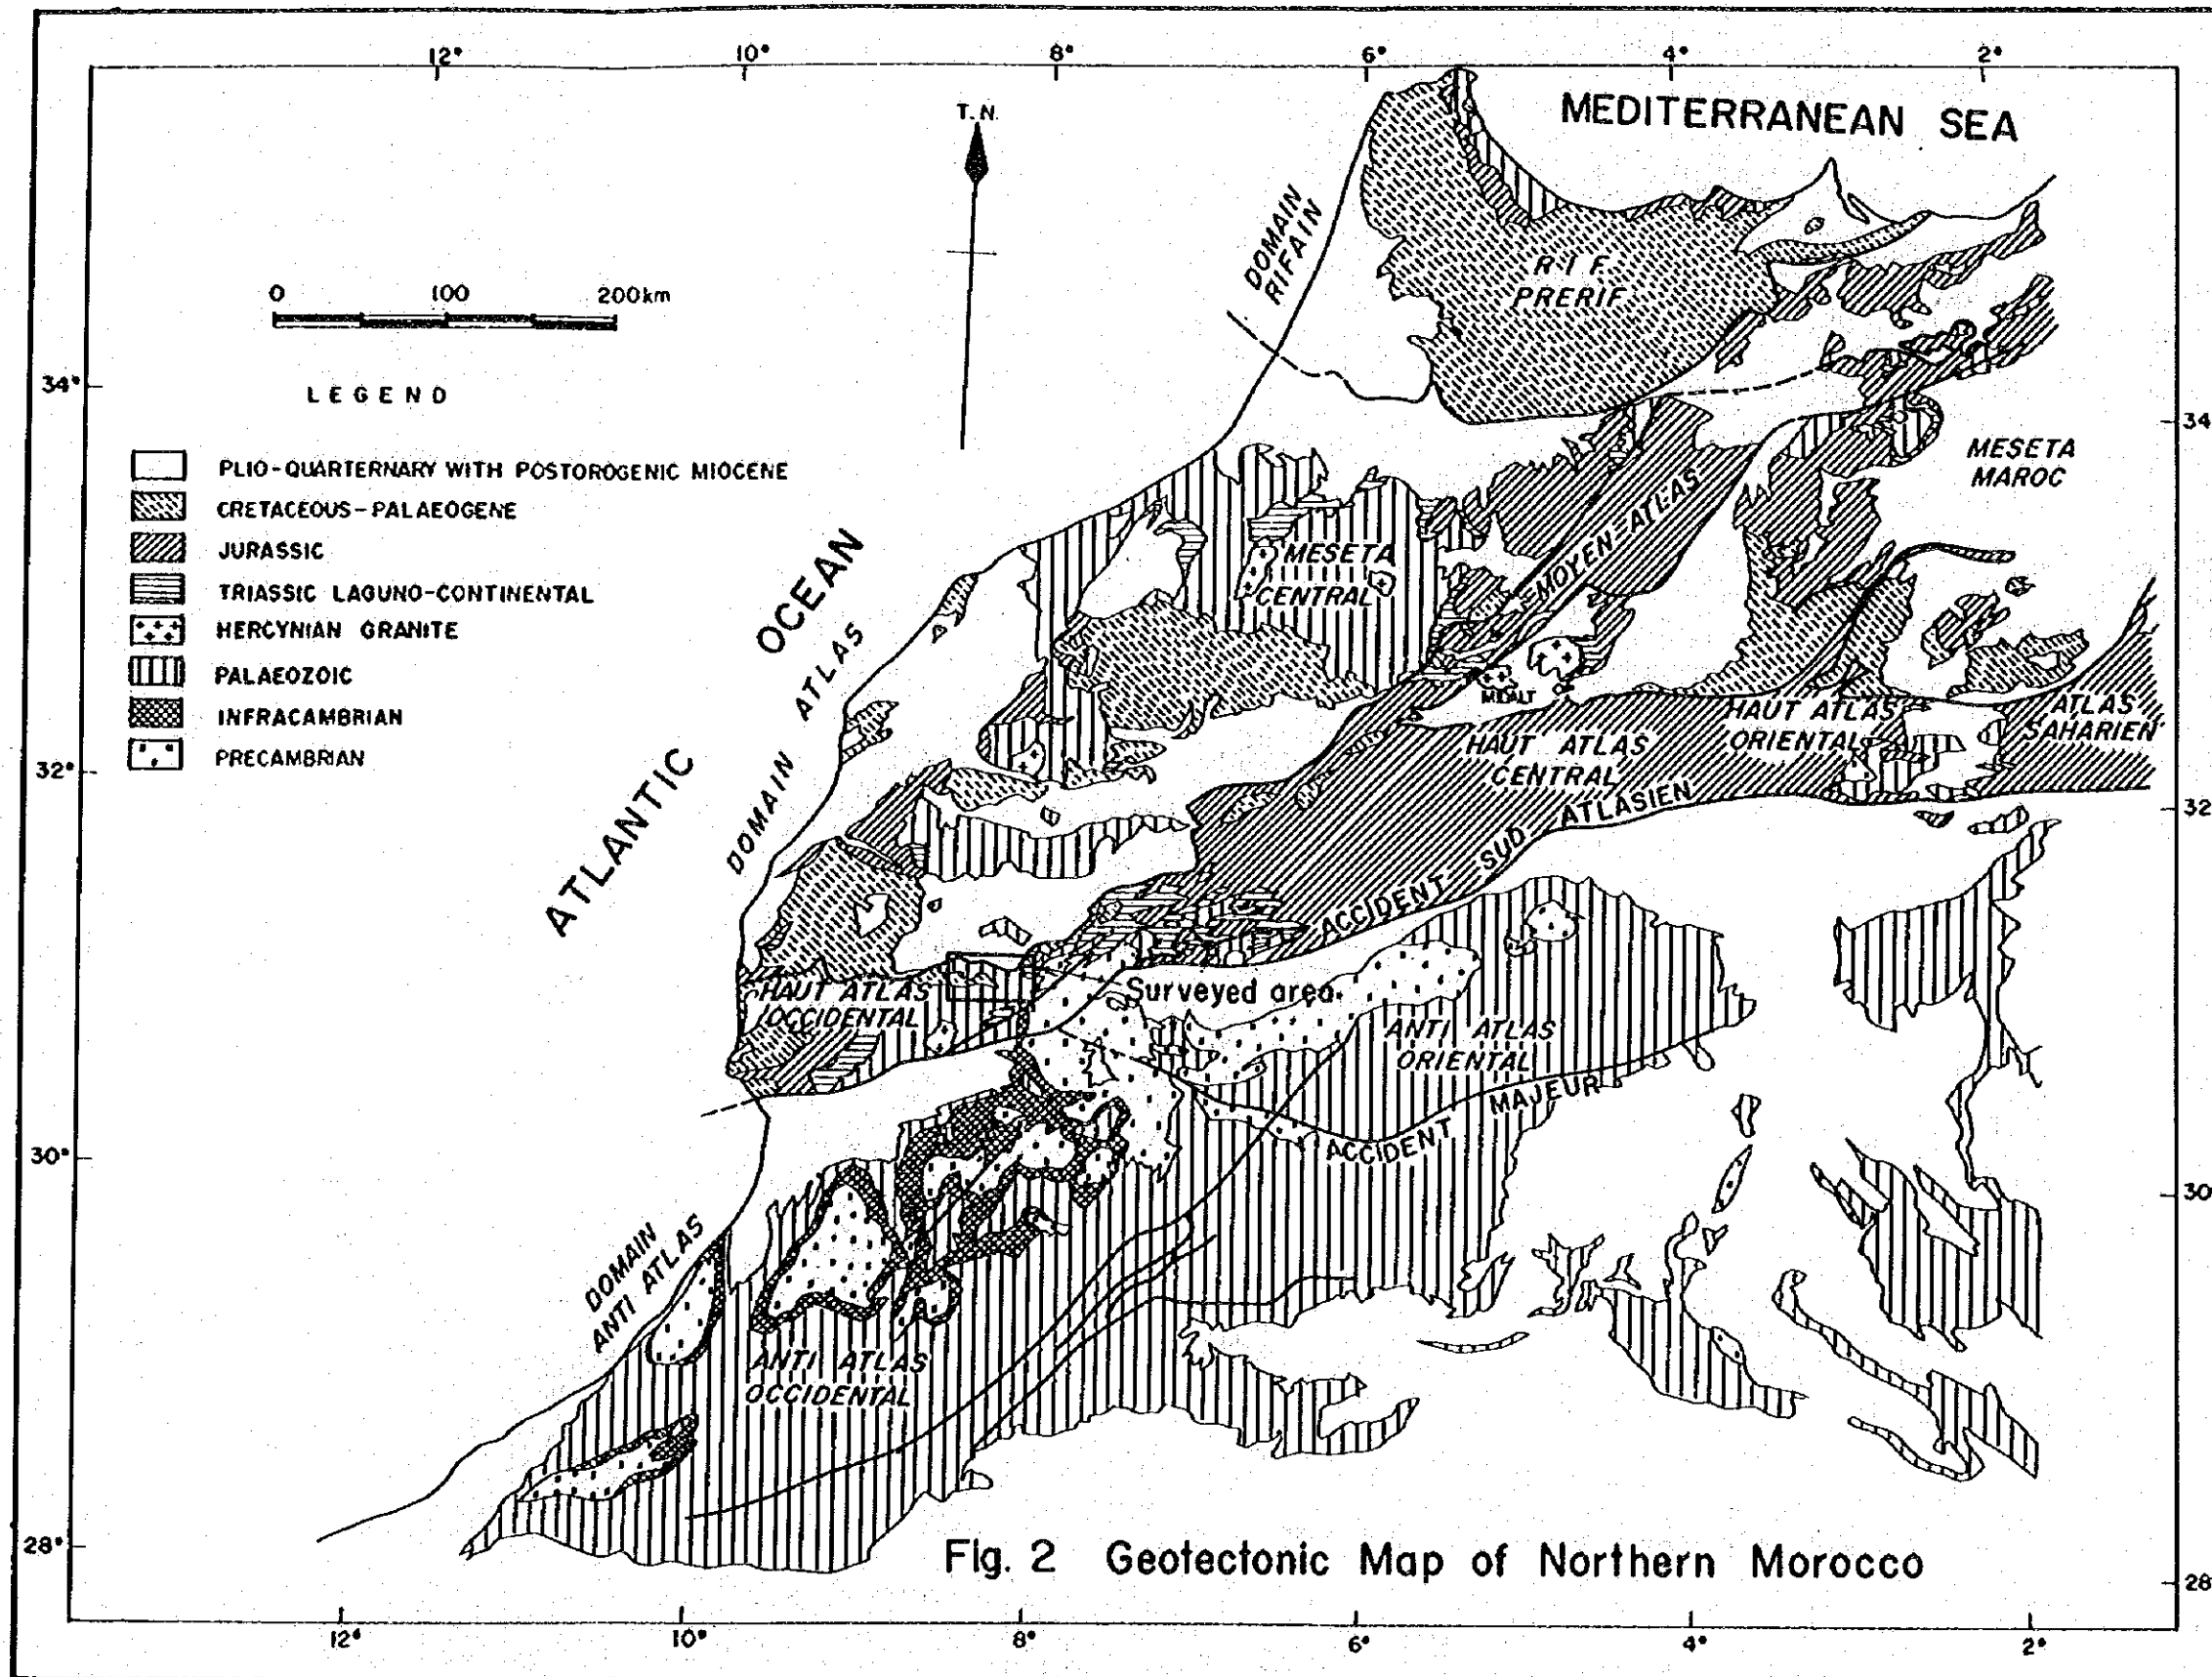 12° 10° 8° 6° 4° 2°
T. N.
MEDITERRANEAN SEA
DOMAIN
RIFAIN
RIF
PRERIF
0 100 200km
34°
LEGEND
34
PLIO-QUARTERNARY WITH POSTOROGENIC MIOCENE
CRETACEOUS-PALAEOGENE
JURASSIC
TRIASSIC LAGUNO-CONTINENTAL
HERCYNIAN GRANITE
PALAEOZOIC
INFRACAMBRIAN
PRECAMBRIAN
MESETA
MAROC
MOYEN-ATLAS
MESETA
CENTRAL
ATLANTIC OCEAN
DOMAIN ATLAS
MIDALT
HAUT ATLAS
ORIENTAL
ATLAS
SAHARIEN
HAUT ATLAS
CENTRAL
32°
32
ACCIDENT SUD ATLASIEN
HAUT ATLAS
OCCIDENTAL
Surveyed area
ANTI ATLAS
ORIENTAL
ACCIDENT MAJEUR
30°
30
DOMAIN
ANTI ATLAS
ANTI ATLAS
OCCIDENTAL
28°
28
Fig. 2 Geotectonic Map of Northern Morocco
12° 10° 8° 6° 4° 2°